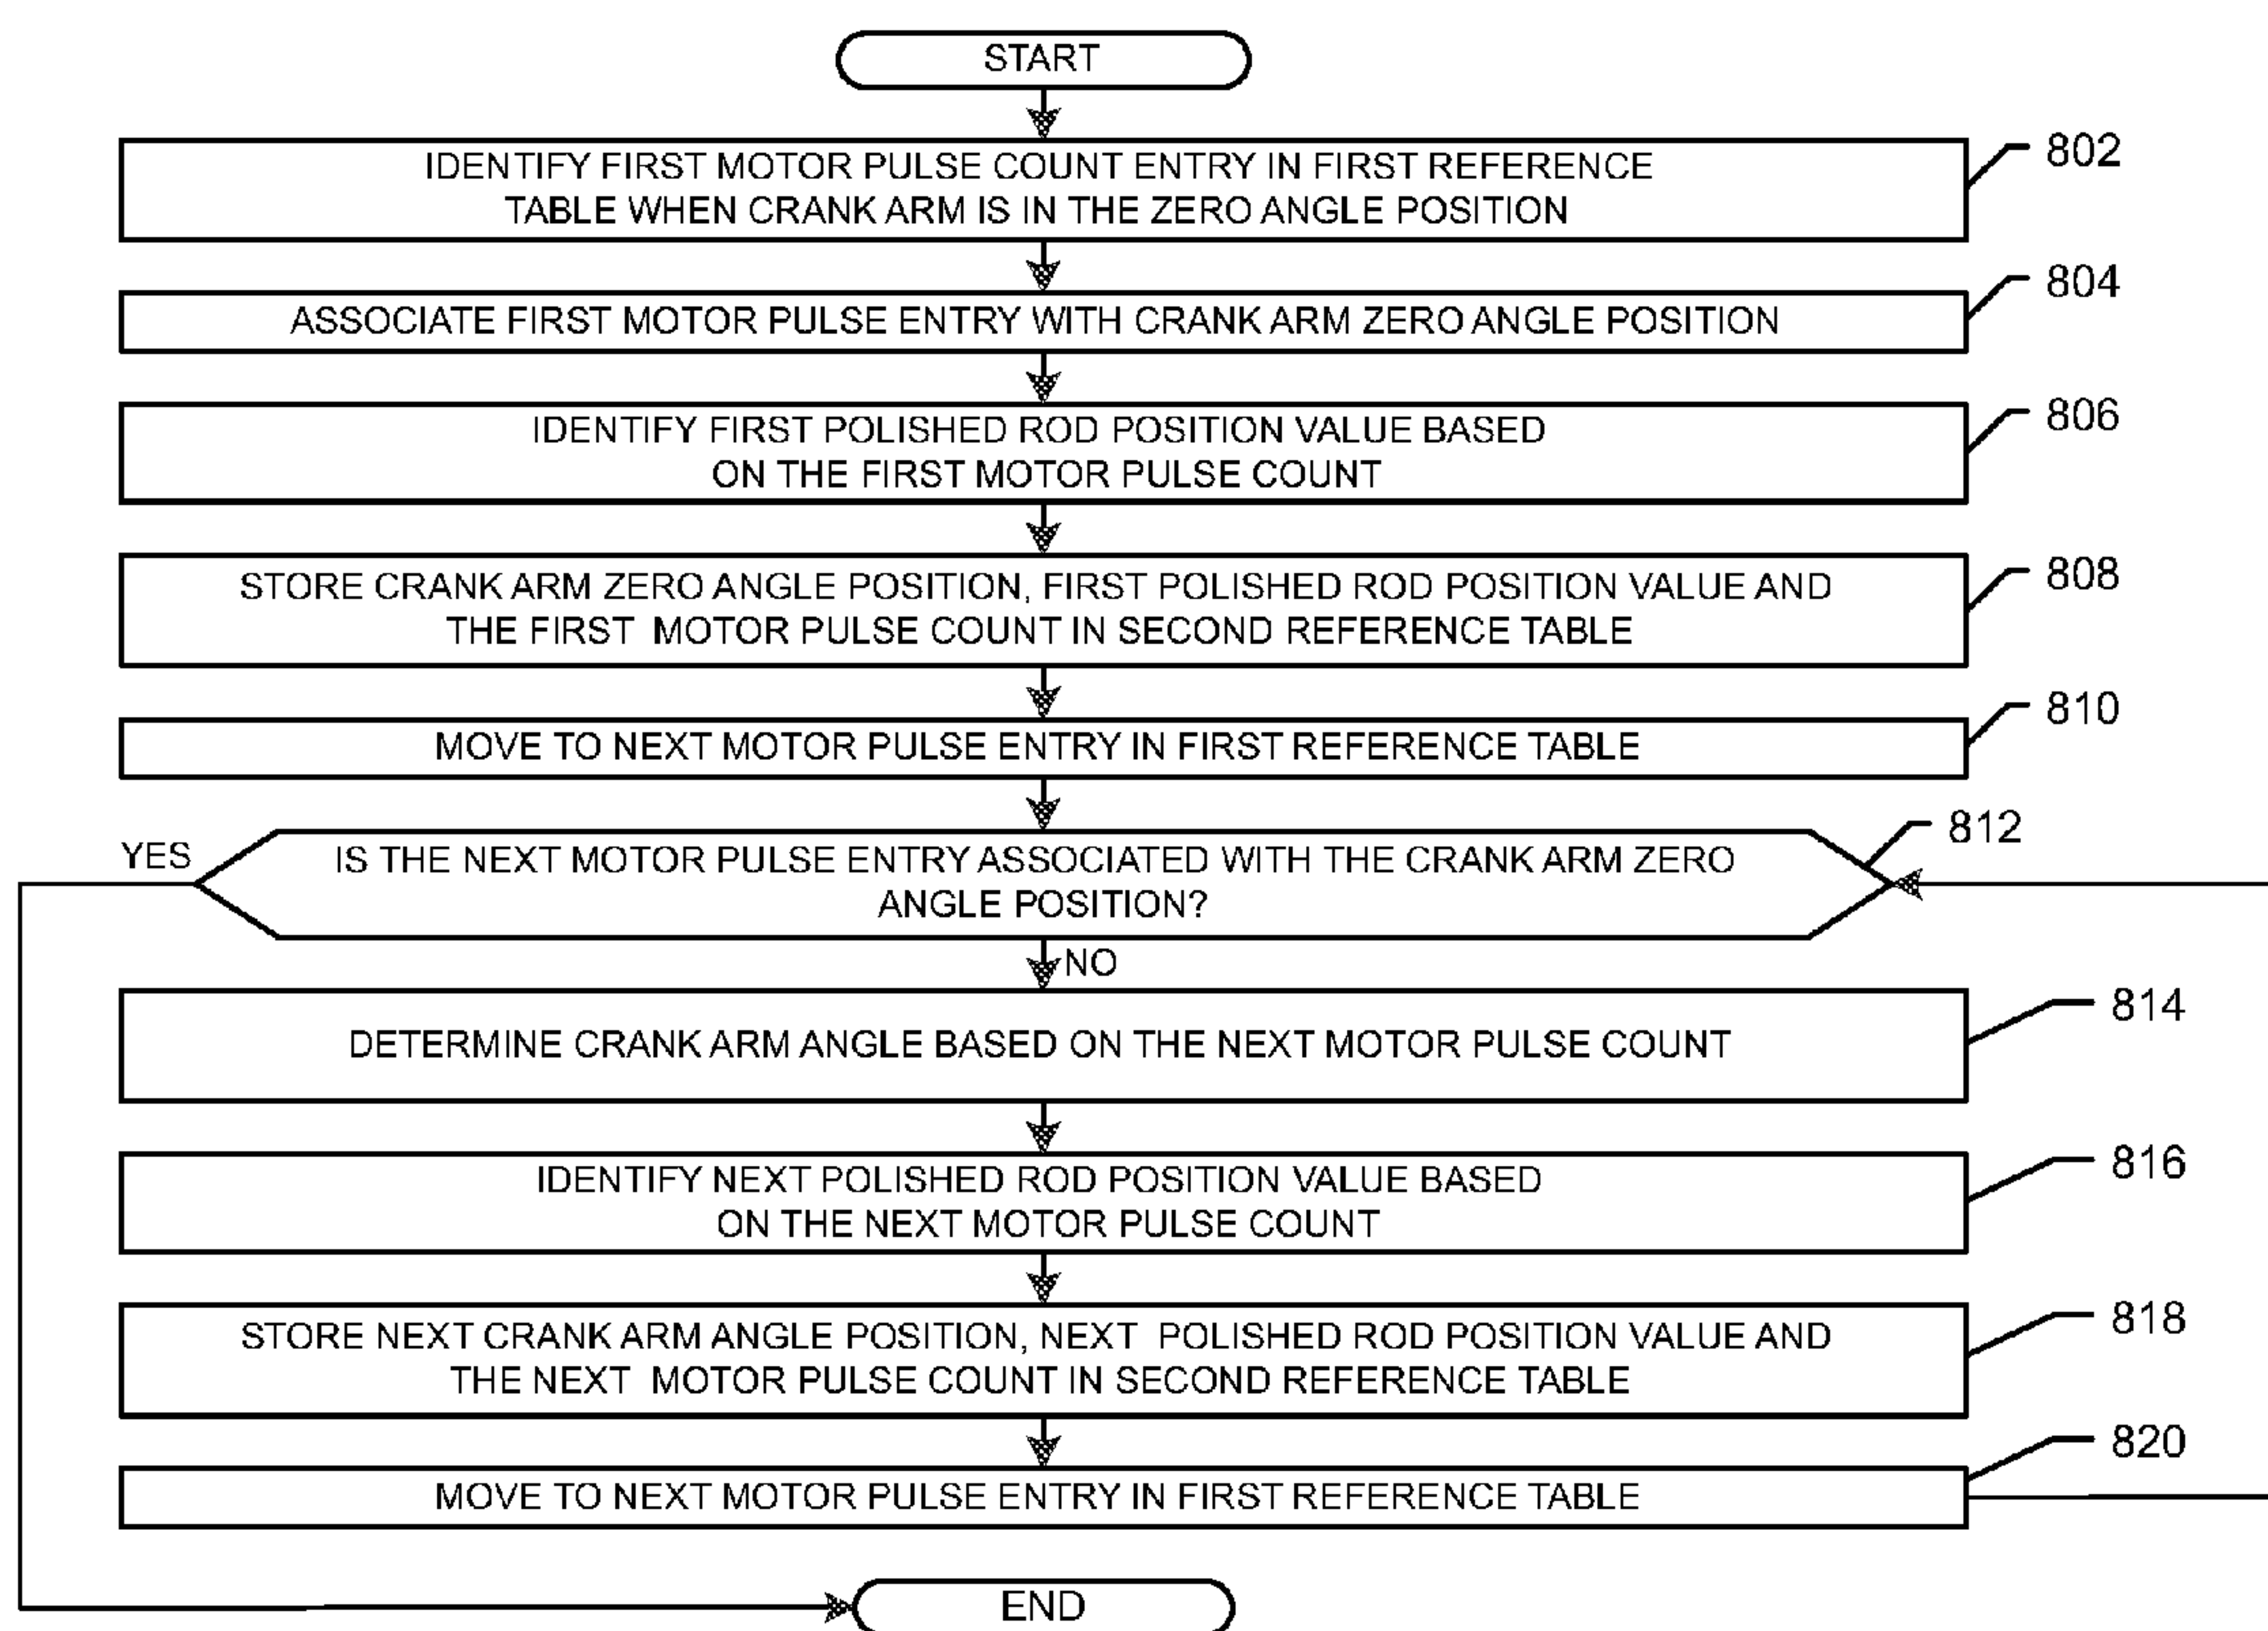 START
IDENTIFY FIRST MOTOR PULSE COUNT ENTRY IN FIRST REFERENCE
TABLE WHEN CRANK ARM IS IN THE ZERO ANGLE POSITION
802
ASSOCIATE FIRST MOTOR PULSE ENTRY WITH CRANK ARM ZERO ANGLE POSITION
804
IDENTIFY FIRST POLISHED ROD POSITION VALUE BASED
ON THE FIRST MOTOR PULSE COUNT
806
STORE CRANK ARM ZERO ANGLE POSITION, FIRST POLISHED ROD POSITION VALUE AND
THE FIRST MOTOR PULSE COUNT IN SECOND REFERENCE TABLE
808
MOVE TO NEXT MOTOR PULSE ENTRY IN FIRST REFERENCE TABLE
810
YES
IS THE NEXT MOTOR PULSE ENTRY ASSOCIATED WITH THE CRANK ARM ZERO
ANGLE POSITION?
812
NO
DETERMINE CRANK ARM ANGLE BASED ON THE NEXT MOTOR PULSE COUNT
814
IDENTIFY NEXT POLISHED ROD POSITION VALUE BASED
ON THE NEXT MOTOR PULSE COUNT
816
STORE NEXT CRANK ARM ANGLE POSITION, NEXT POLISHED ROD POSITION VALUE AND
THE NEXT MOTOR PULSE COUNT IN SECOND REFERENCE TABLE
818
MOVE TO NEXT MOTOR PULSE ENTRY IN FIRST REFERENCE TABLE
820
END